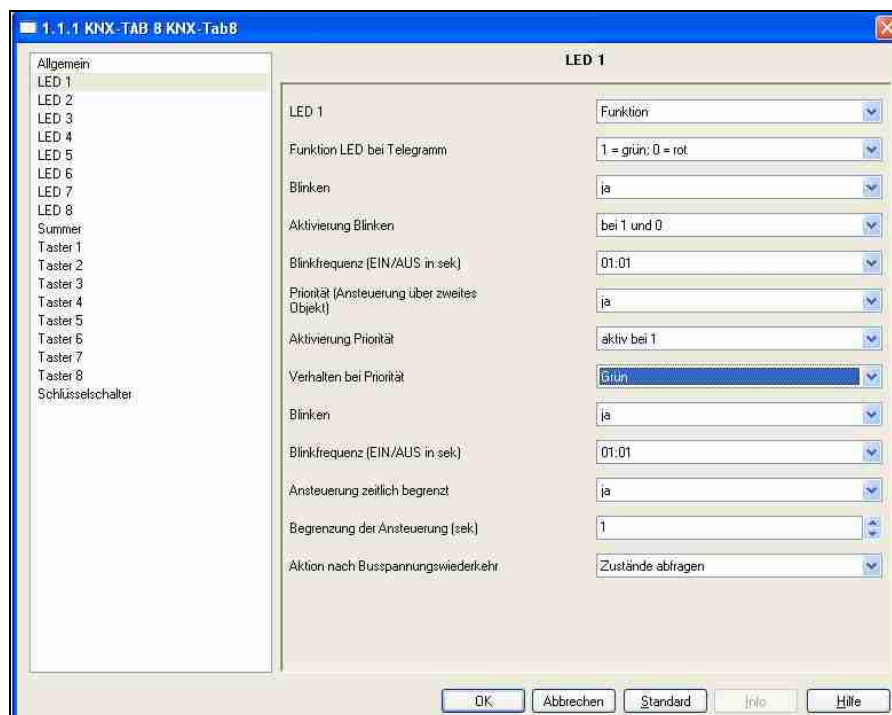 1.1.1 KNX-TAB 8 KNX-Tab8
Allgemein
LED 1
LED 2
LED 3
LED 4
LED 5
LED 6
LED 7
LED 8
Summer
Taster 1
Taster 2
Taster 3
Taster 4
Taster 5
Taster 6
Taster 7
Taster 8
Schlüsselschalter
LED 1
LED 1 Funktion
Funktion LED bei Telegramm 1 = grün; 0 = rot
Blinken ja
Aktivierung Blinken bei 1 und 0
Blinkfrequenz (EIN/AUS in sek) 01:01
Priorität (Ansteuerung über zweites
Objekt) ja
Aktivierung Priorität aktiv bei 1
Verhalten bei Priorität Grün
Blinken ja
Blinkfrequenz (EIN/AUS in sek) 01:01
Ansteuerung zeitlich begrenzt ja
Begrenzung der Ansteuerung (sek) 1
Aktion nach Busspannungswiederkehr Zustände abfragen
OK Abbrechen Standard Info Hilfe